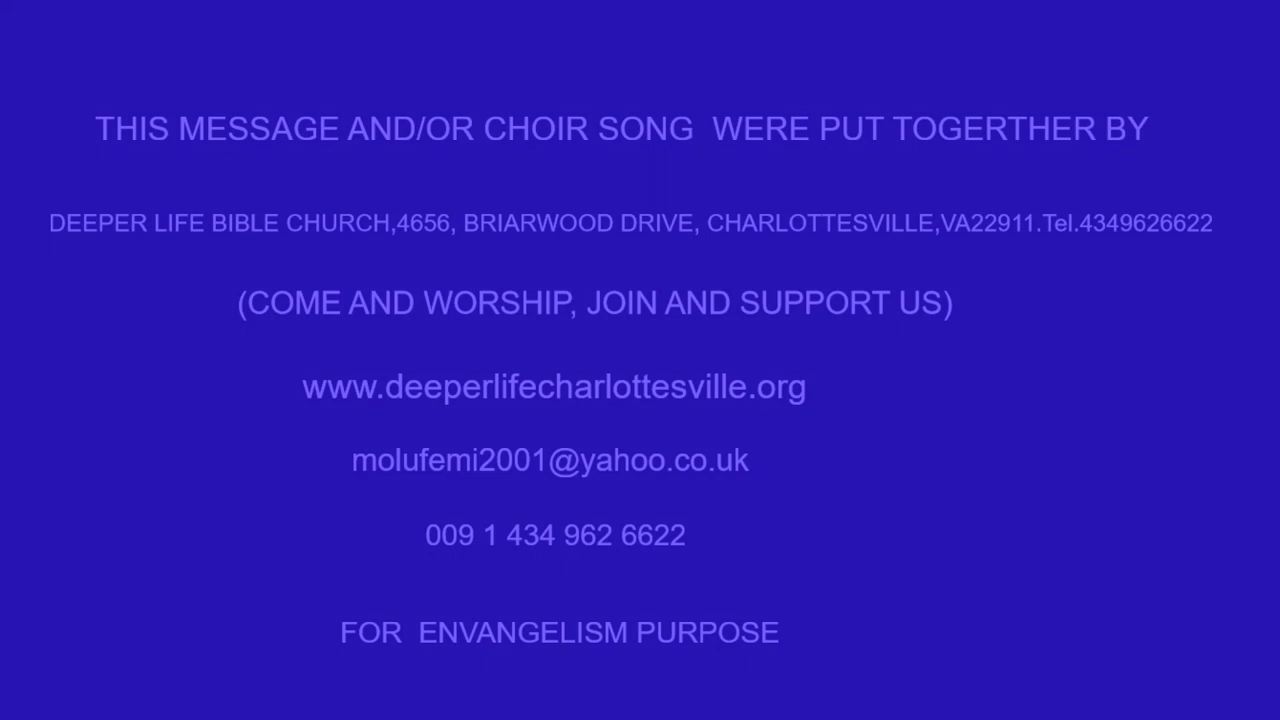 THIS MESSAGE AND/OR CHOIR SONG  WERE PUT TOGERTHER BY
DEEPER LIFE BIBLE CHURCH,4656, BRIARWOOD DRIVE, CHARLOTTESVILLE,VA22911.Tel.4349626622
(COME AND WORSHIP, JOIN AND SUPPORT US)
www.deeperlifecharlottesville.org
molufemi2001@yahoo.co.uk
009 1 434 962 6622
FOR  ENVANGELISM PURPOSE